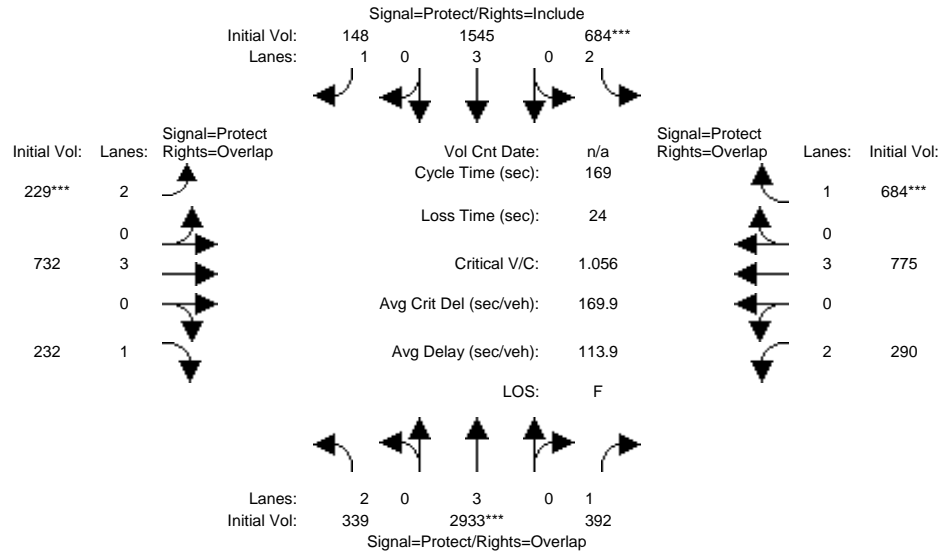 Signal=Protect/Rights=Include
Initial Vol: 148 1545 684***
Lanes: 1 0 3 0 2
Signal=Protect Signal=Protect
Initial Vol: Lanes: Rights=Overlap Vol Cnt Date: n/a Rights=Overlap Lanes: Initial Vol:
Cycle Time (sec): 169
229*** 2 1 684***
Loss Time (sec): 24
0 0
732 3 Critical V/C: 1.056 3 775
0 Avg Crit Del (sec/veh): 169.9 0
232 1 Avg Delay (sec/veh): 113.9 2 290
LOS: F
Lanes: 2 0 3 0 1
Initial Vol: 339 2933*** 392
Signal=Protect/Rights=Overlap